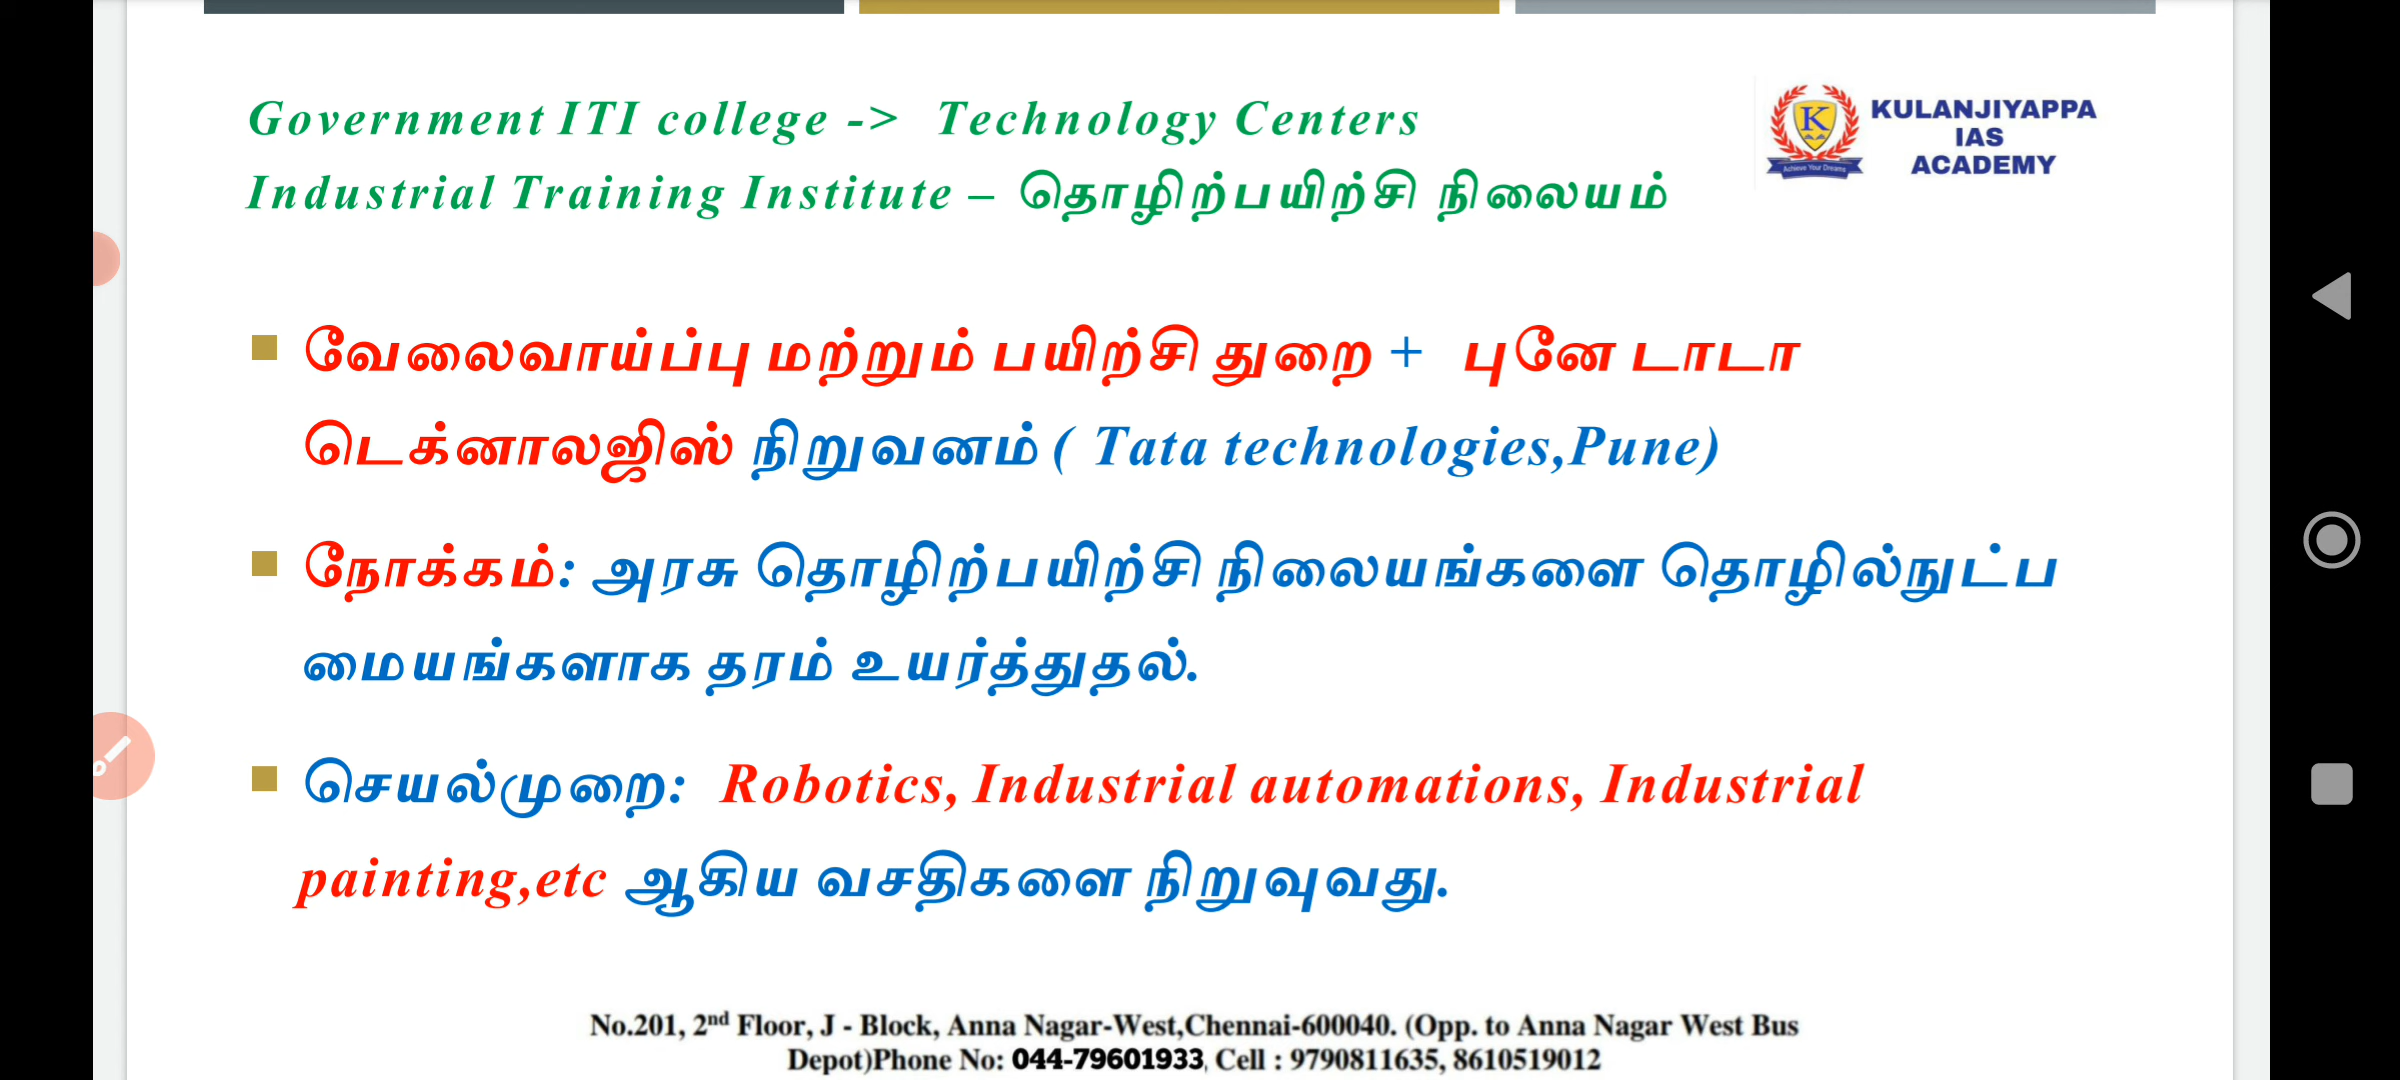 Government ITI college -> Technology Centers
Industrial Training Institute – தொழிற்பயிற்சி நிலையம்
KULANJIYAPPA
IAS
ACADEMY
K
Achieve Your Dreams
வேலைவாய்ப்பு மற்றும் பயிற்சி துறை + புனே டாடா
டெக்னாலஜிஸ் நிறுவனம் ( Tata technologies,Pune)
நோக்கம்: அரசு தொழிற்பயிற்சி நிலையங்களை தொழில்நுட்ப
மையங்களாக தரம் உயர்த்துதல்.
செயல்முறை: Robotics, Industrial automations, Industrial
painting,etc ஆகிய வசதிகளை நிறுவுவது.
No.201, 2nd Floor, J - Block, Anna Nagar-West,Chennai-600040. (Opp. to Anna Nagar West Bus
Depot)Phone No: 044-79601933, Cell : 9790811635, 8610519012